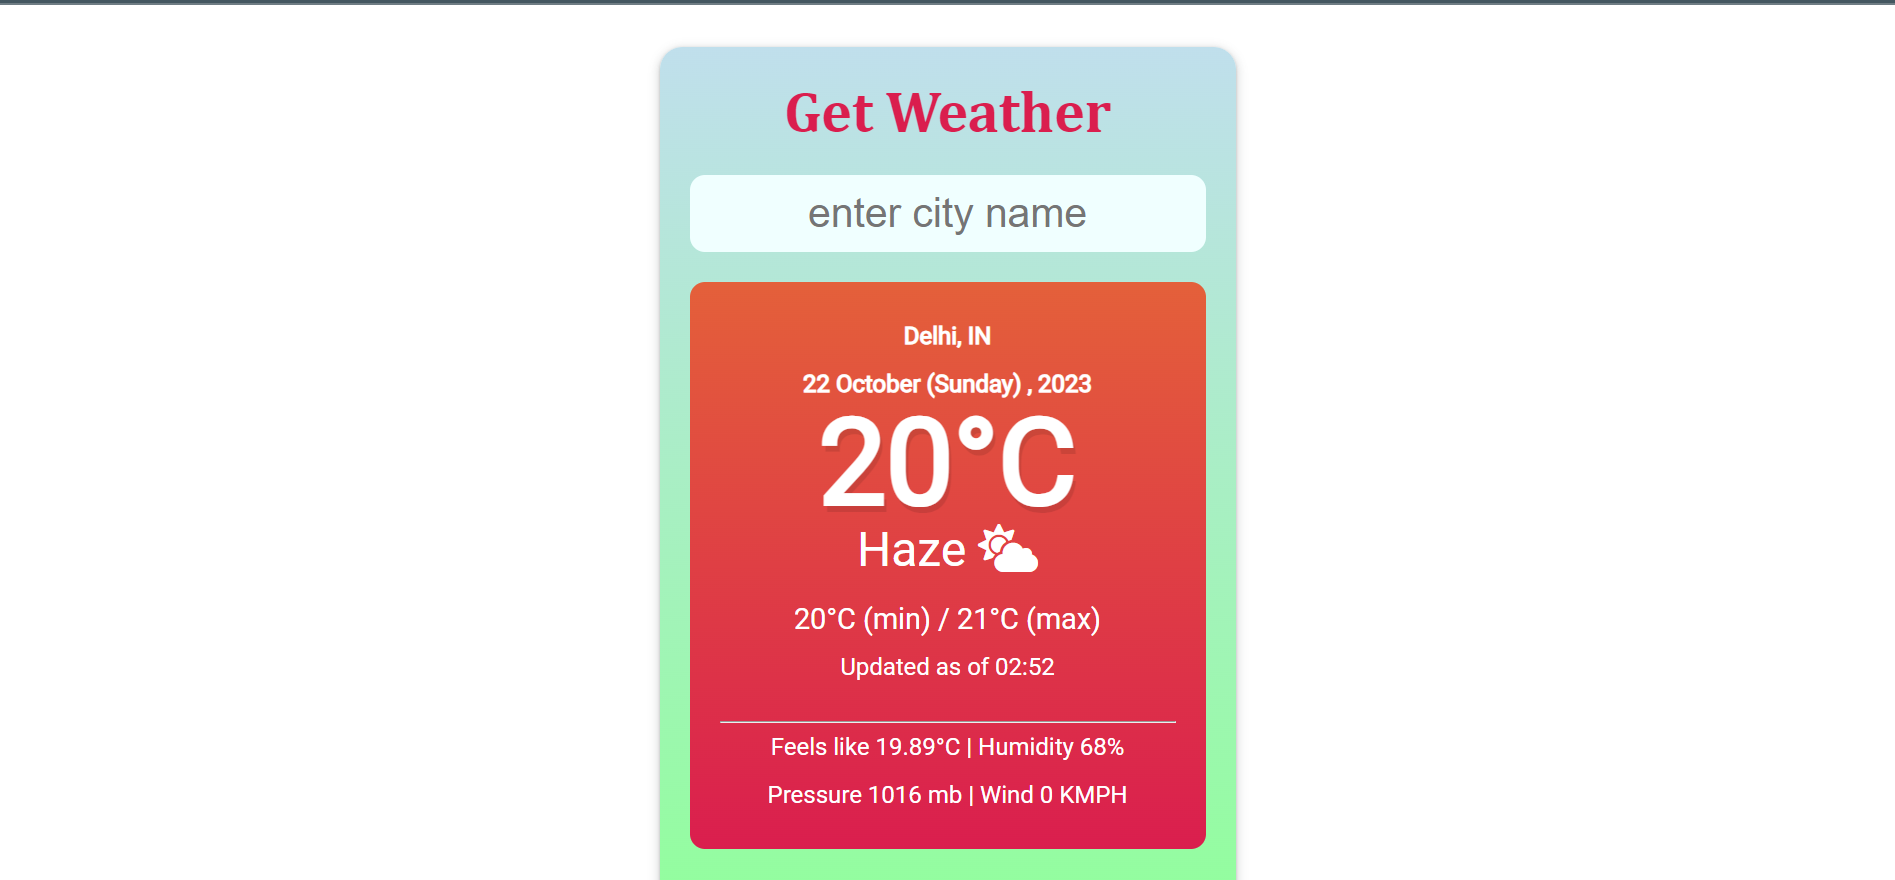 Get Weather
enter city name
Delhi, IN
22 October (Sunday) , 2023
20°C
Haze
20°C (min) / 21°C (max)
Updated as of 02:52
Feels like 19.89°C | Humidity 68%
Pressure 1016 mb | Wind 0 KMPH